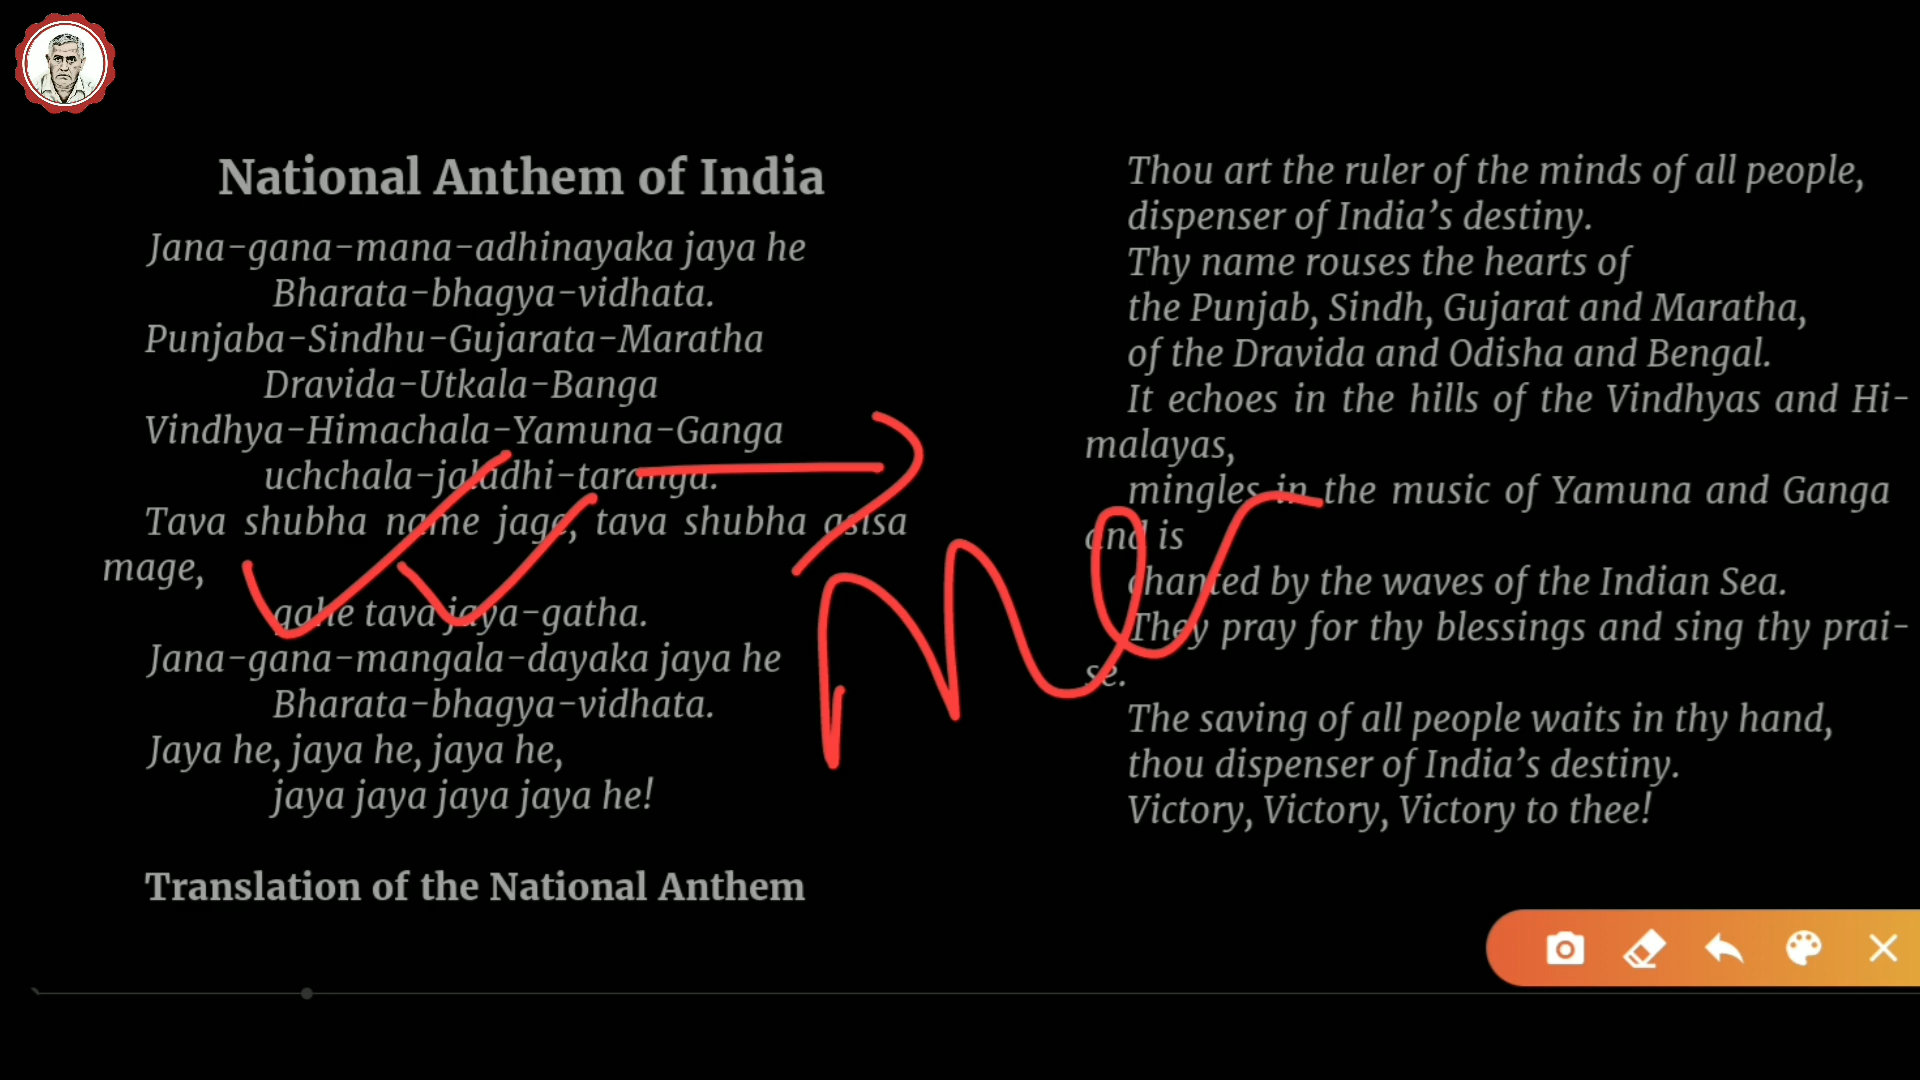 National Anthem of India
Jana-gana-mana-adhinayaka jaya he
Bharata-bhagya-vidhata.
Punjaba-Sindhu-Gujarata-Maratha
Dravida-Utkala-Banga
Vindhya-Himachala-Yamuna-Ganga
uchchala-jaladhi-taranga.
Tava shubha name jage, tava shubha asisa
mage,
gahe tava jaya-gatha.
Jana-gana-mangala-dayaka jaya he
Bharata-bhagya-vidhata.
Jaya he, jaya he, jaya he,
jaya jaya jaya jaya he!
Translation of the National Anthem
Thou art the ruler of the minds of all people,
dispenser of India’s destiny.
Thy name rouses the hearts of
the Punjab, Sindh, Gujarat and Maratha,
of the Dravida and Odisha and Bengal.
It echoes in the hills of the Vindhyas and Hi-
malayas,
mingles in the music of Yamuna and Ganga
and is
chanted by the waves of the Indian Sea.
They pray for thy blessings and sing thy prai-
se.
The saving of all people waits in thy hand,
thou dispenser of India’s destiny.
Victory, Victory, Victory to thee!
me